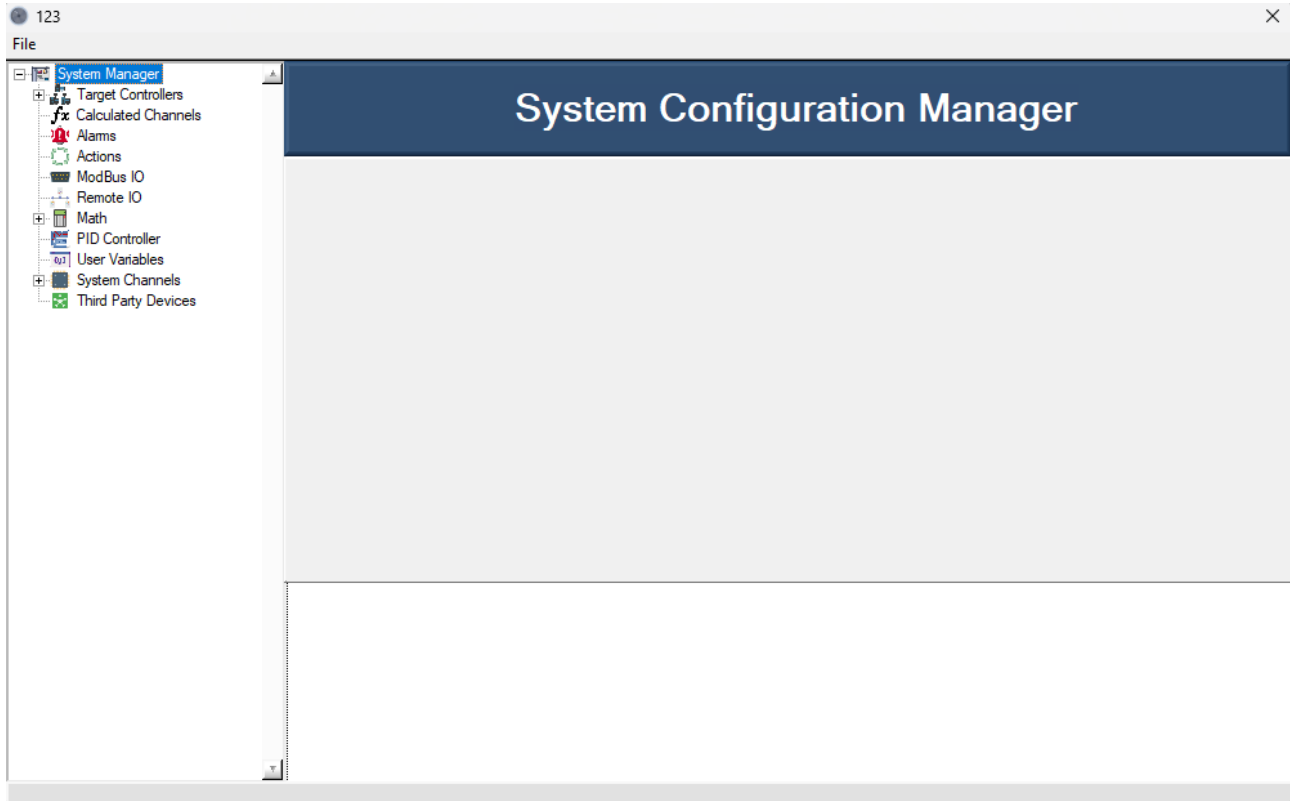 123
File
System Manager
Target Controllers
fx Calculated Channels
Alarms
Actions
ModBus IO
Remote IO
Math
PID Controller
User Variables
System Channels
Third Party Devices
System Configuration Manager